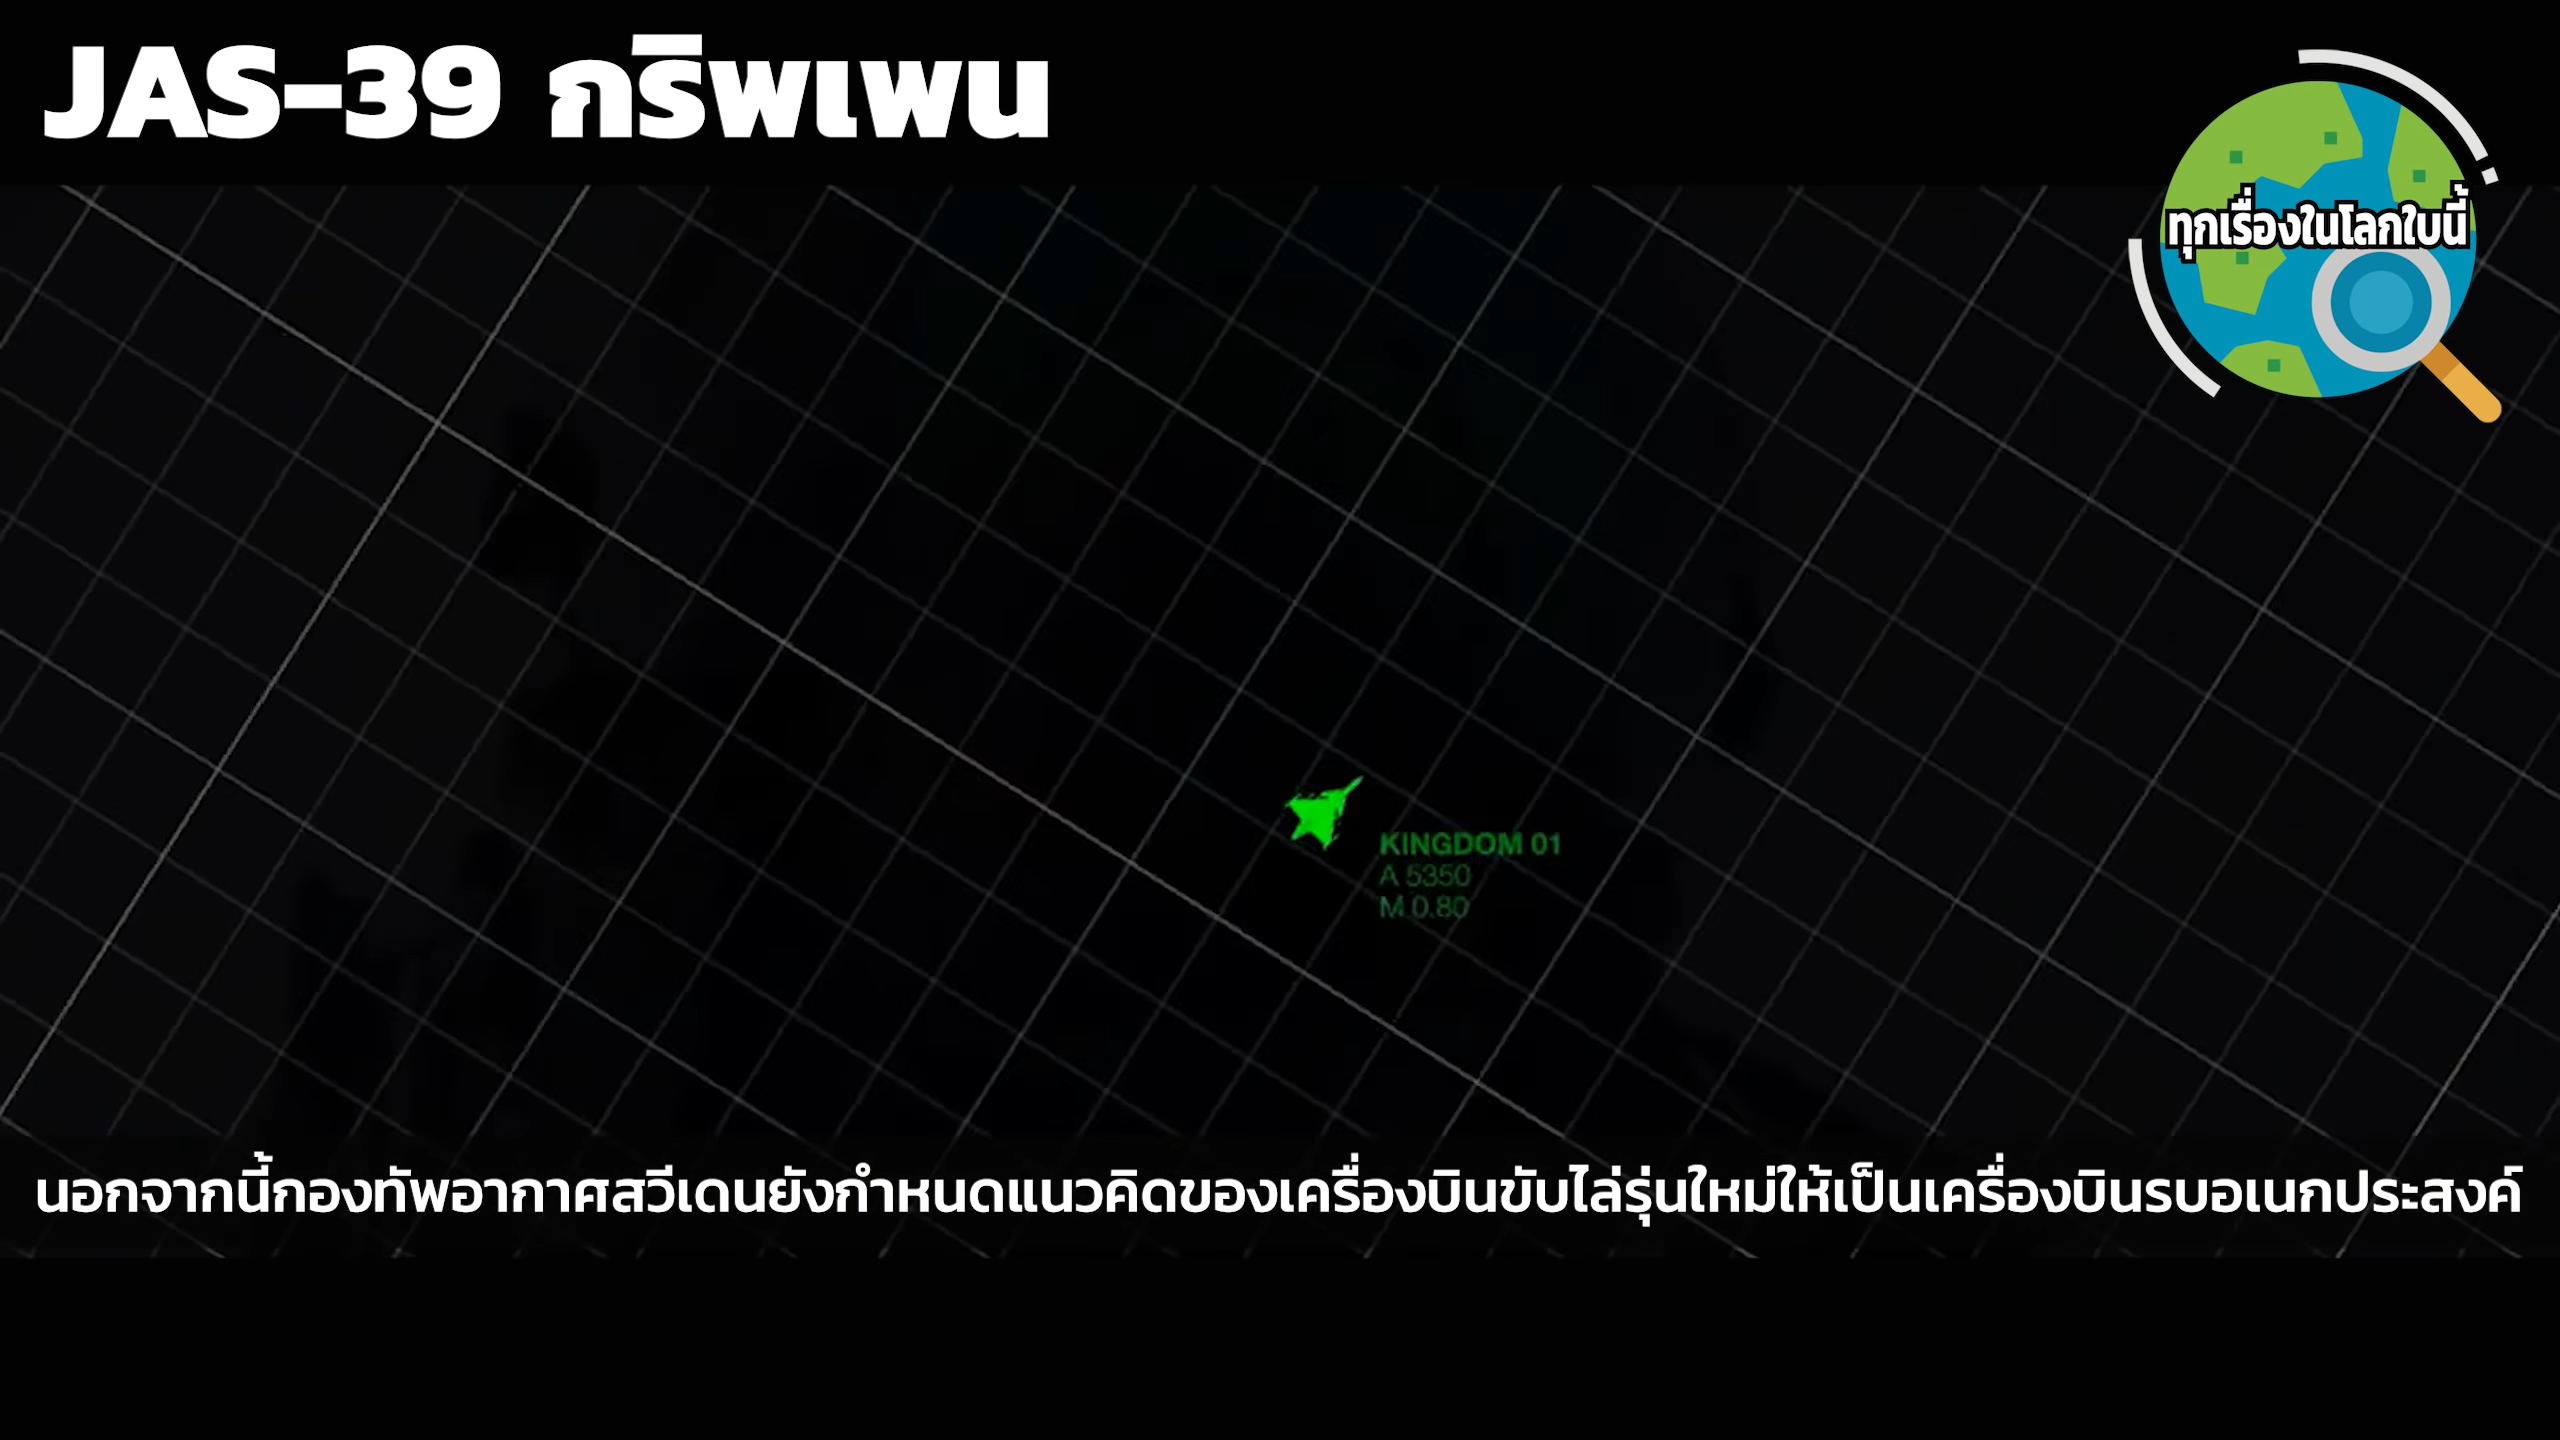 JAS-39 กริพเพน
ทุกเรื่องในโลกใบนี้
KINGDOM 01
A 5350
M 0.80
นอกจากนี้กองทัพอากาศสวีเดนยังกำหนดแนวคิดของเครื่องบินขับไล่รุ่นใหม่ให้เป็นเครื่องบินรบอเนกประสงค์